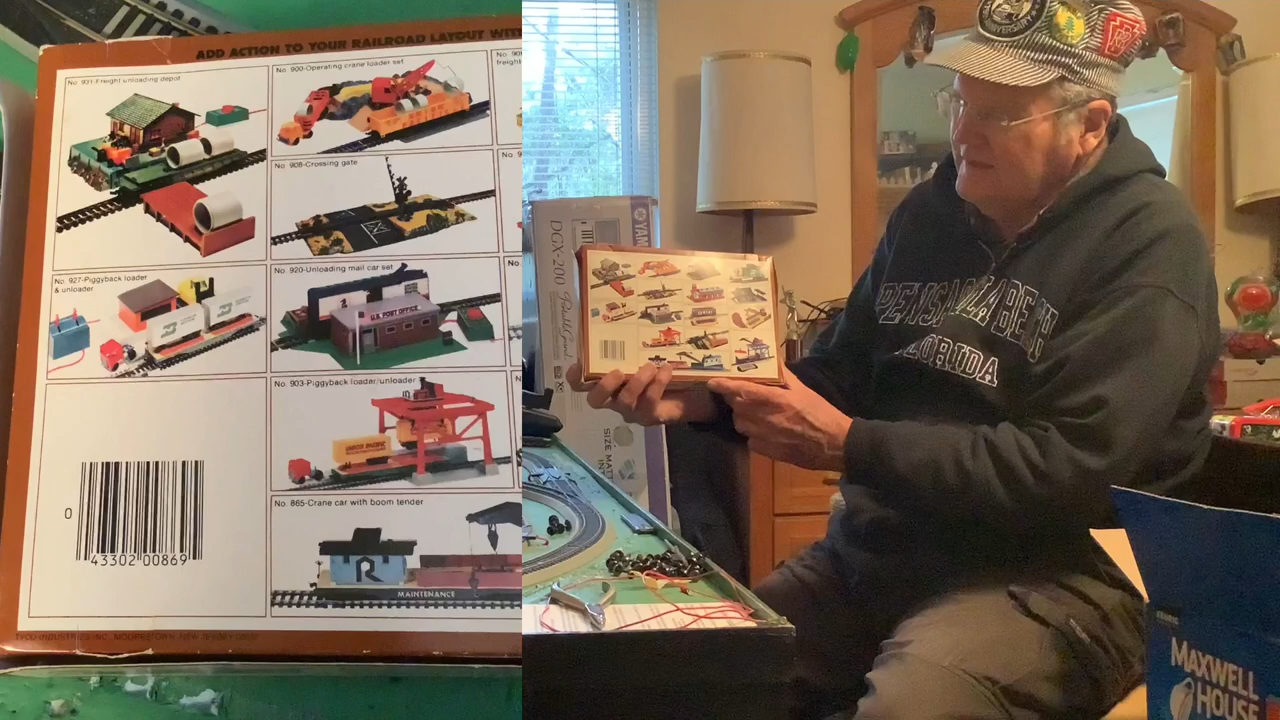 ADD ACTION TO YOUR RAILROAD LAYOUT WITH
No. 931-Freight unloading depot
No. 900-Operating crane loader set
No. 908-Crossing gate
No. 927-Piggyback loader
& unloader
No. 920-Unloading mail car set
U.S. POST OFFICE
No. 903-Piggyback loader/unloader
No. 865-Crane car with boom tender
R
MAINTENANCE
0
43302 00869
TYCO INDUSTRIES INC. MOORESTOWN, NEW JERSEY
YAM
DGX-200
PENSACOLA BEACH
FLORIDA
MAXWELL
HOUSE